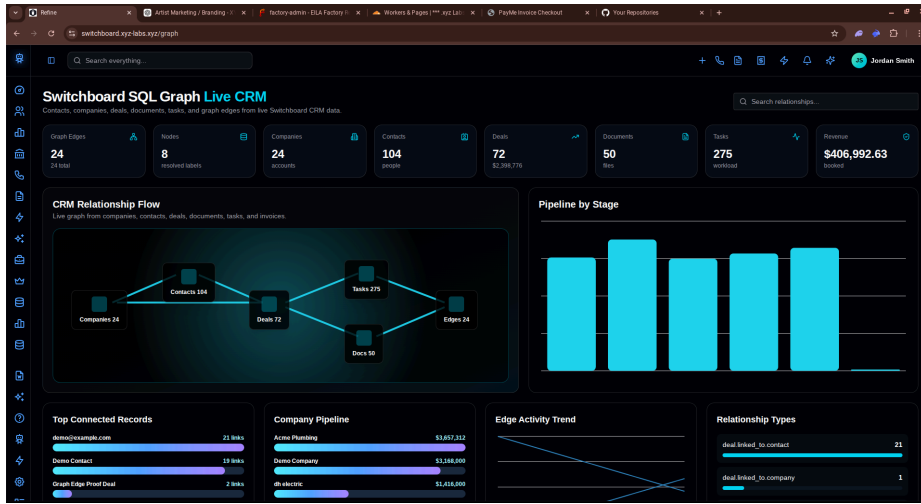 Refine
Artist Marketing / Branding - X
factory-admin - EILA Factory
Workers & Pages | *** .xyz Lab
PayMe Invoice Checkout
Your Repositories
switchboard.xyz-labs.xyz/graph
Search everything...
JS
Jordan Smith
Switchboard SQL Graph Live CRM
Contacts, companies, deals, documents, tasks, and graph edges from live Switchboard CRM data.
Search relationships...
Graph Edges
24
24 total
Nodes
8
resolved labels
Companies
24
accounts
Contacts
104
people
Deals
72
$2,399,776
Documents
50
files
Tasks
275
workload
Revenue
$406,992.63
booked
CRM Relationship Flow
Live graph from companies, contacts, deals, documents, tasks, and invoices.
Companies 24
Contacts 104
Deals 72
Tasks 275
Docs 50
Edges 24
Pipeline by Stage
Top Connected Records
demo@example.com 21 links
Demo Contact 19 links
Graph Edge Proof Deal 2 links
Company Pipeline
Acme Plumbing $3,657,312
Demo Company $3,168,000
dh electric $1,416,000
Edge Activity Trend
Relationship Types
deal.linked_to_contact 21
deal.linked_to_company 1